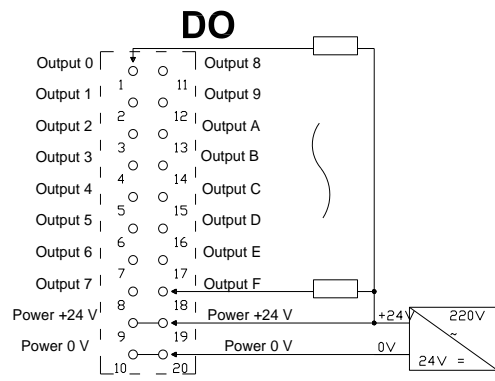 DO
Output 0 Output 8
1 11
Output 1 Output 9
2 12
Output 2 Output A
3 13
Output 3 Output B
4 14
Output 4 Output C
5 15
Output 5 Output D
6 16
Output 6 Output E
7 17
Output 7 Output F
8 18
Power +24 V Power +24 V +24V 220V
9 19 ~
Power 0 V Power 0 V 0V
10 20 24V =